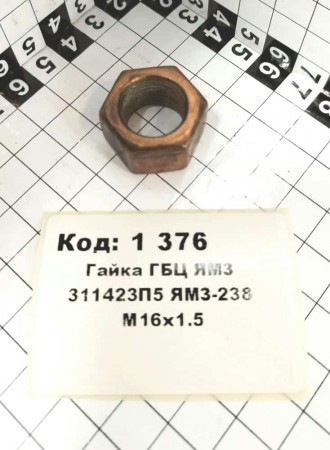 Код: 1 376
Гайка ГБЦ ЯМЗ
311423П5 ЯМЗ-238
М16х1.5